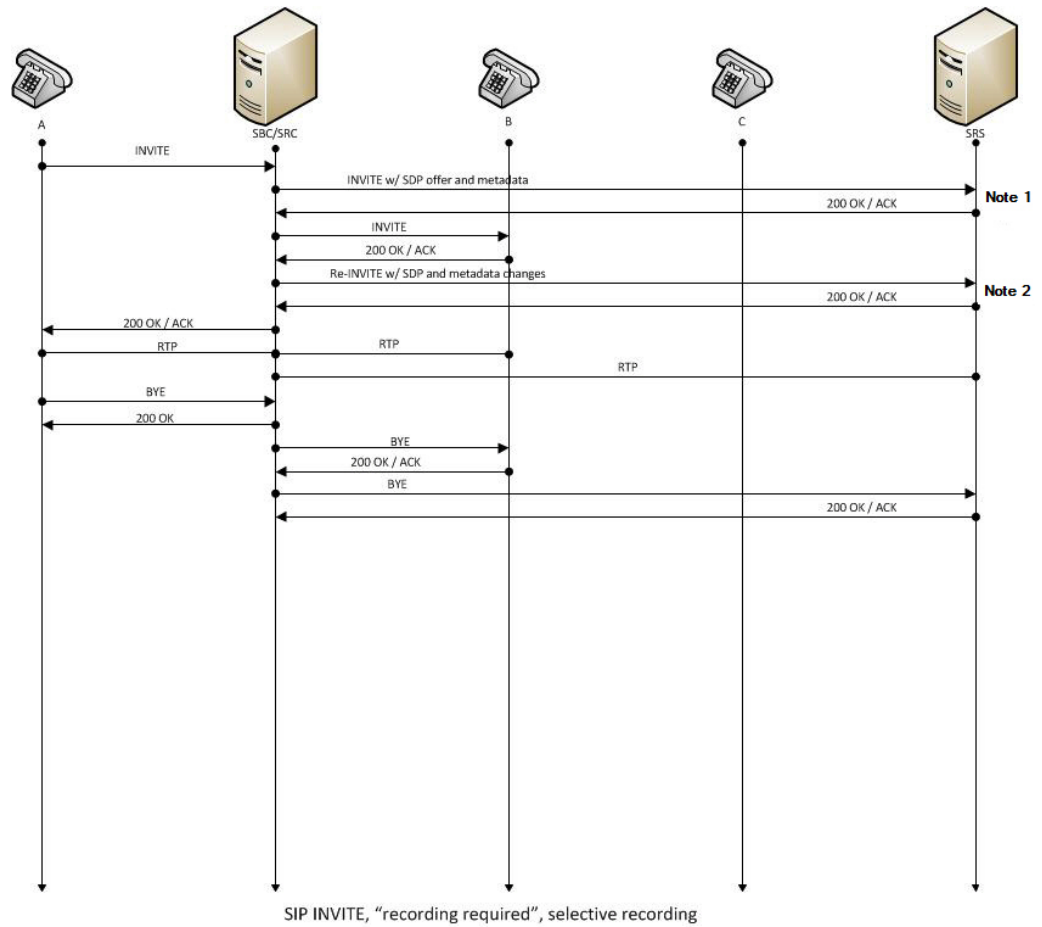 A
SBC/SRC
B
C
SRS
INVITE
INVITE w/ SDP offer and metadata
Note 1
200 OK / ACK
INVITE
200 OK / ACK
Re-INVITE w/ SDP and metadata changes
Note 2
200 OK / ACK
200 OK / ACK
RTP
RTP
RTP
BYE
200 OK
BYE
200 OK / ACK
BYE
200 OK / ACK
SIP INVITE, “recording required”, selective recording